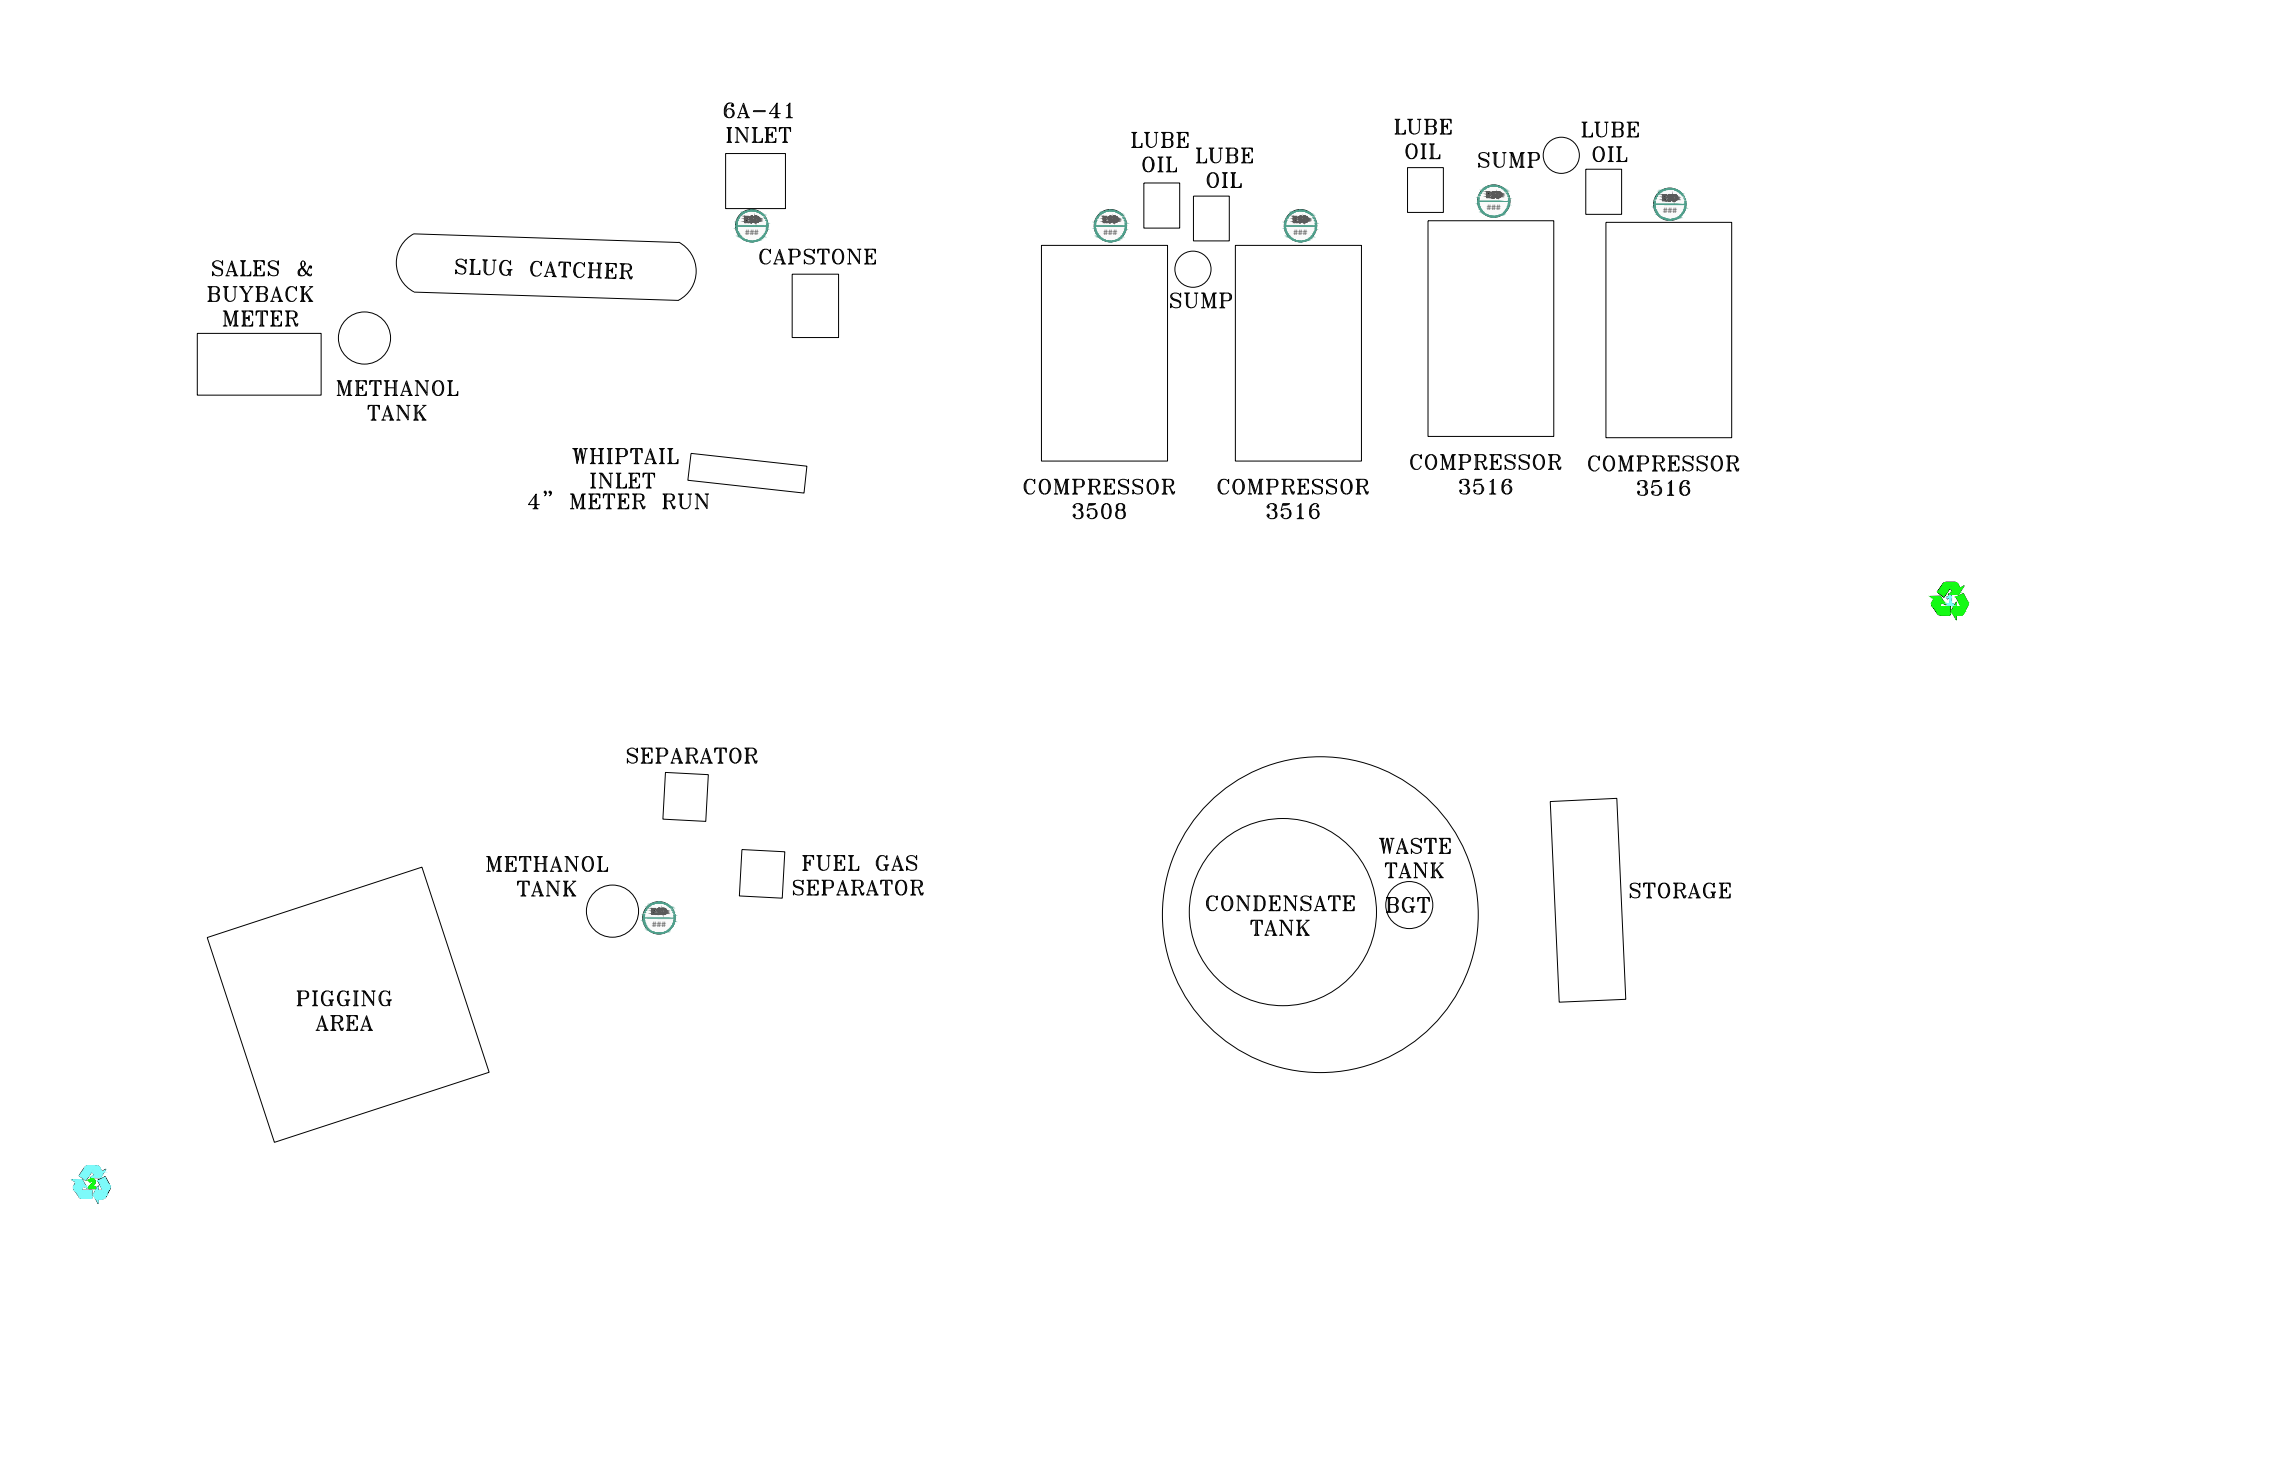 6A-41
INLET
LUBE
OIL
LUBE
OIL
LUBE
OIL
SUMP
LUBE
OIL
###
###
###
###
###
CAPSTONE
SLUG CATCHER
SALES &
BUYBACK
METER
SUMP
METHANOL
TANK
WHIPTAIL
INLET
4" METER RUN
COMPRESSOR
3508
COMPRESSOR
3516
COMPRESSOR
3516
COMPRESSOR
3516
SEPARATOR
METHANOL
TANK
###
FUEL GAS
SEPARATOR
WASTE
TANK
BGT
CONDENSATE
TANK
STORAGE
PIGGING
AREA
2